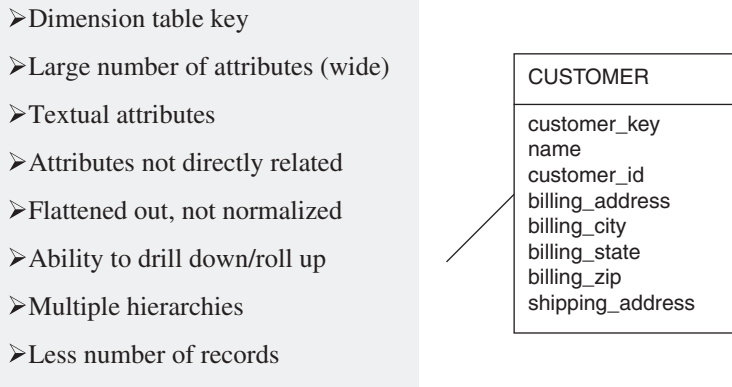 ➢Dimension table key
➢Large number of attributes (wide)
➢Textual attributes
➢Attributes not directly related
➢Flattened out, not normalized
➢Ability to drill down/roll up
➢Multiple hierarchies
➢Less number of records
CUSTOMER
customer_key
name
customer_id
billing_address
billing_city
billing_state
billing_zip
shipping_address